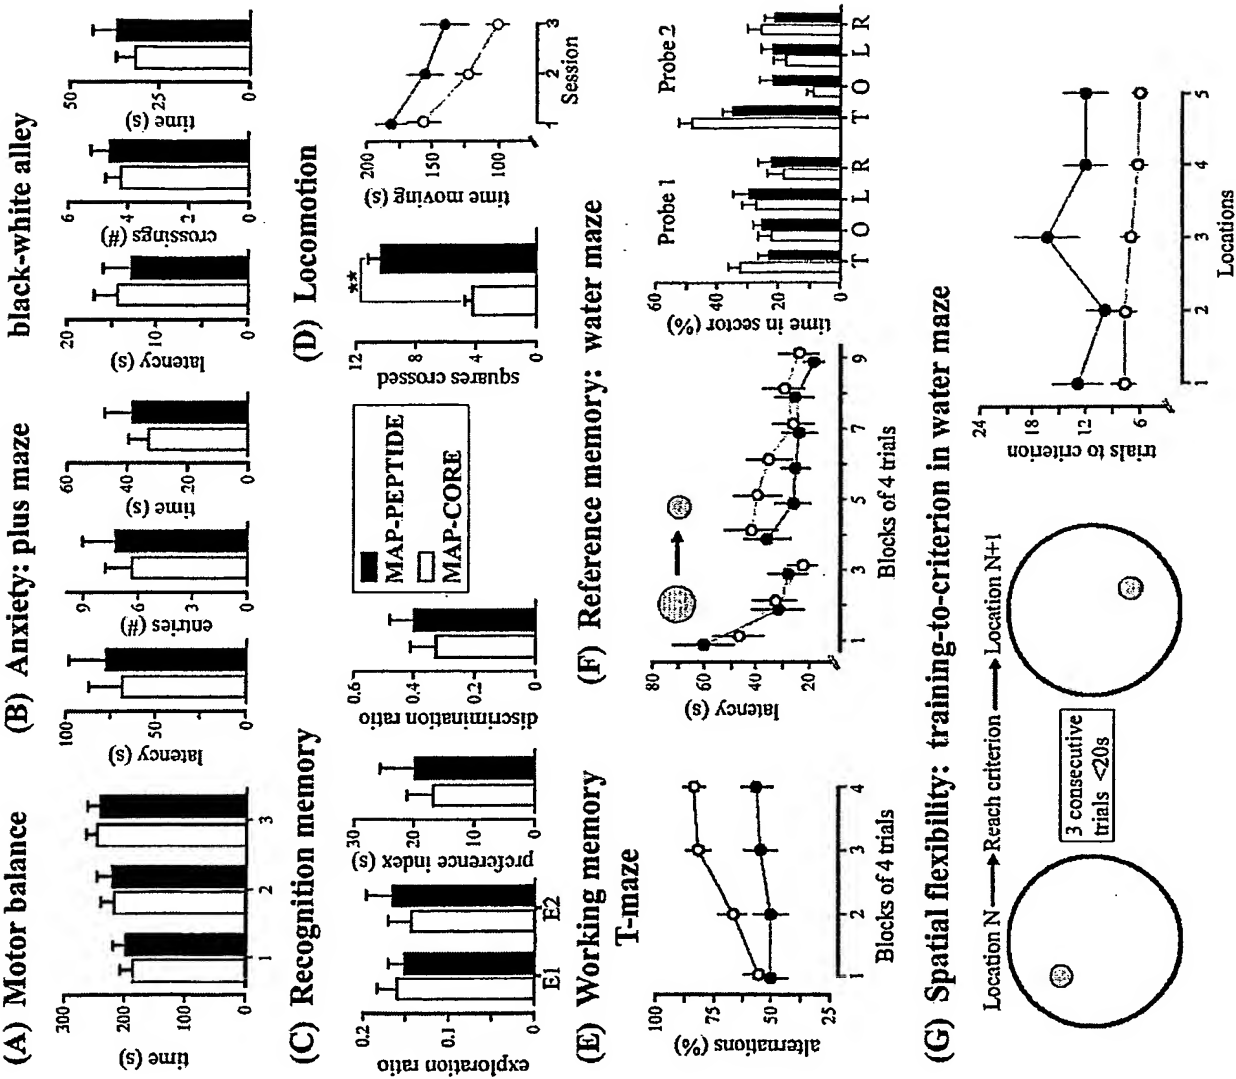 (A) Motor balance
300
200
100
0
time (s)
1
2
3
(B) Anxiety: plus maze
100
50
0
latency (s)
9
6
3
0
entries (#)
60
40
20
0
time (s)
black-white alley
20
10
0
latency (s)
6
4
2
0
crossings (#)
50
25
0
time (s)
(C) Recognition memory
0.2
0.1
0
exploration ratio
E1
E2
30
20
10
0
preference index (s)
0.6
0.4
0.2
0
discrimination ratio
MAP-PEPTIDE
MAP-CORE
(D) Locomotion
12
8
4
0
squares crossed
**
200
150
100
time moving (s)
1
2
3
Session
(E) Working memory
T-maze
100
75
50
25
alternations (%)
1
2
3
4
Blocks of 4 trials
(F) Reference memory: water maze
80
60
40
20
latency (s)
1
3
5
7
9
Blocks of 4 trials
60
40
20
0
time in sector (%)
Probe 1
Probe 2
T O L R T O L R
(G) Spatial flexibility: training-to-criterion in water maze
Location N
Reach criterion
Location N+1
3 consecutive
trials <20s
24
18
12
6
trials to criterion
1
2
3
4
5
Locations